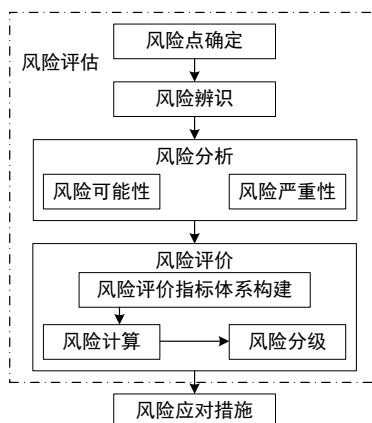 风险点确定
风险评估
风险辨识
风险分析
风险可能性
风险严重性
风险评价
风险评价指标体系构建
风险计算
风险分级
风险应对措施